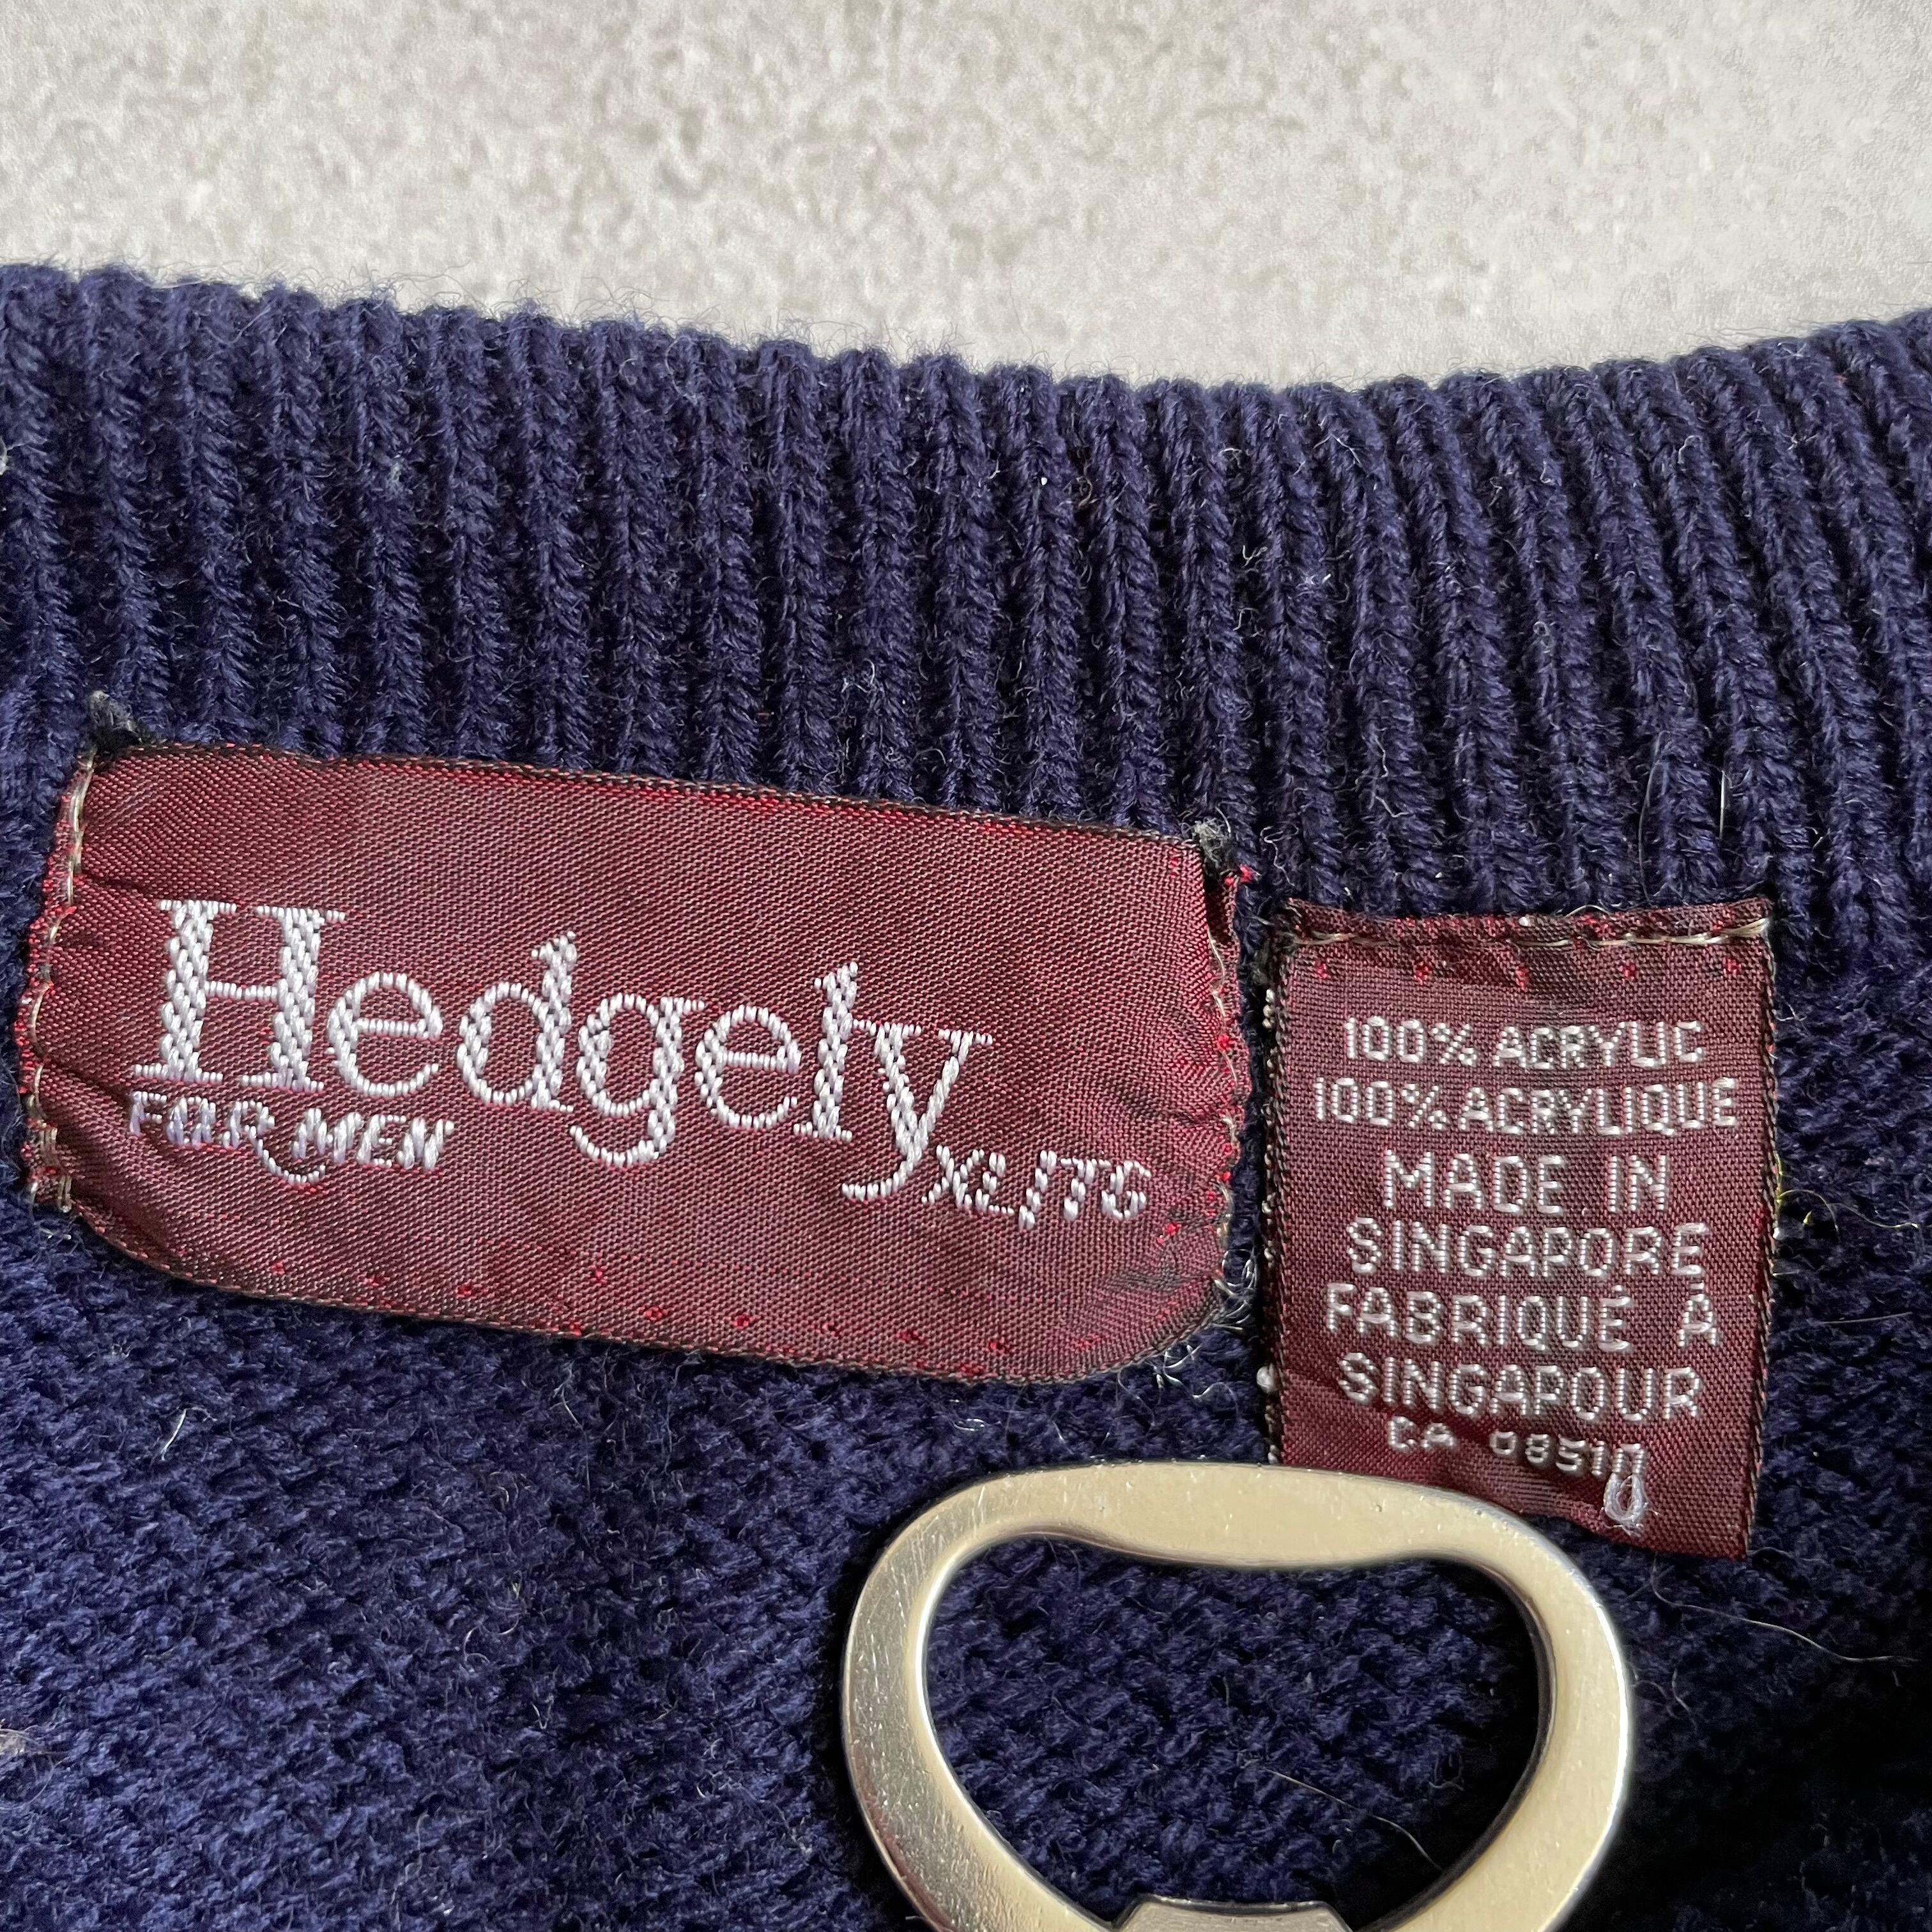 Hedgely
FOR MEN
XL/TG
100% ACRYLIC
100% ACRYLIQUE
MADE IN
SINGAPORE
FABRIQUÉ À
SINGAPOUR
CA 08510